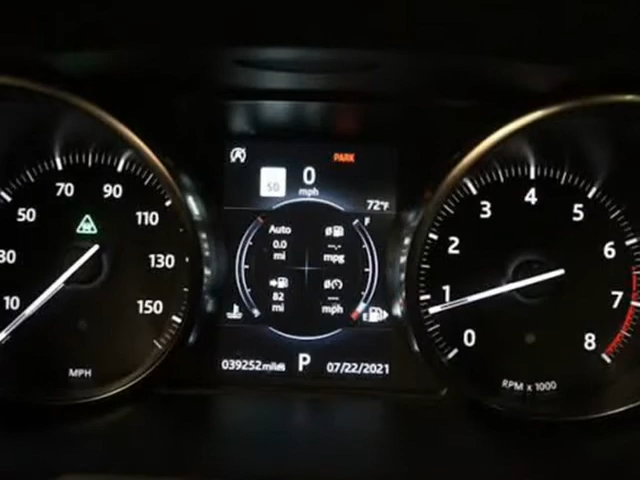 10
30
50
70
90
110
130
150
MPH
A
PARK
50
0
mph
72°F
Auto
0.0
mi
Ø
--.-
mpg
82
mi
Ø
---
mph
F
E
039252miles
P
07/22/2021
0
1
2
3
4
5
6
7
8
RPM x 1000